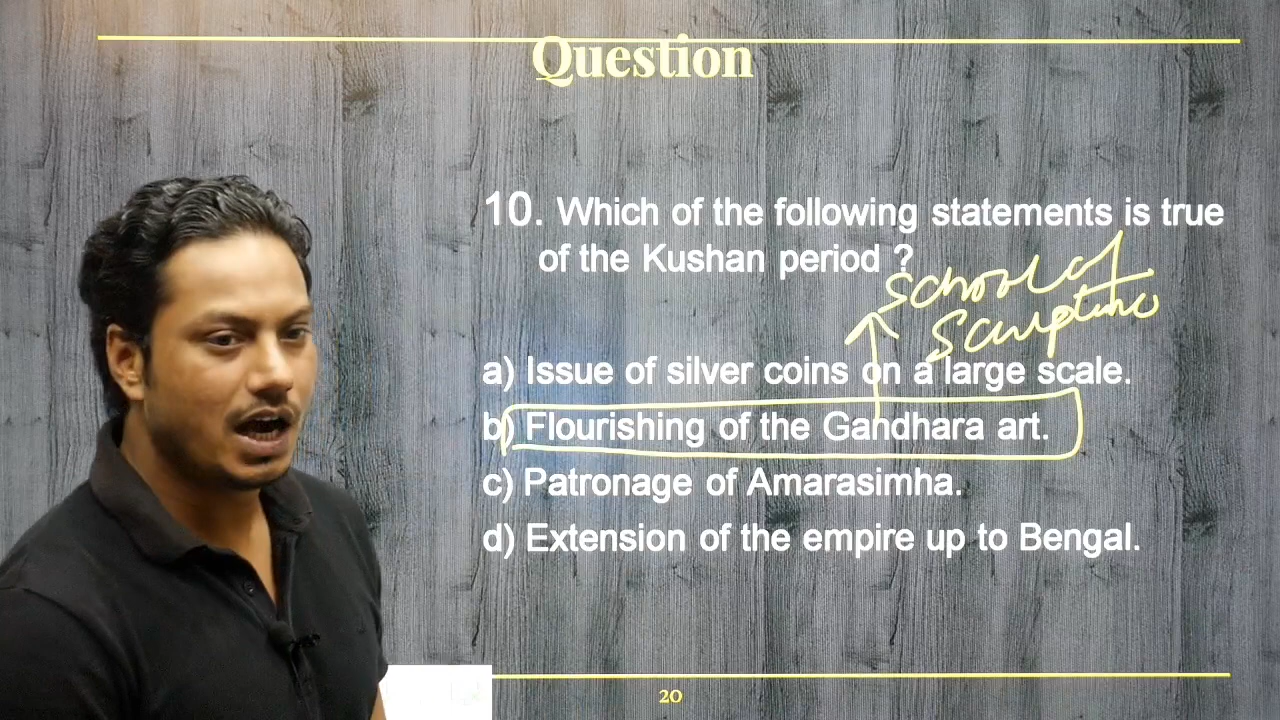 Question
10. Which of the following statements is true
of the Kushan period ?
School of
Sculpture
a) Issue of silver coins on a large scale.
b) Flourishing of the Gandhara art.
c) Patronage of Amarasimha.
d) Extension of the empire up to Bengal.
20